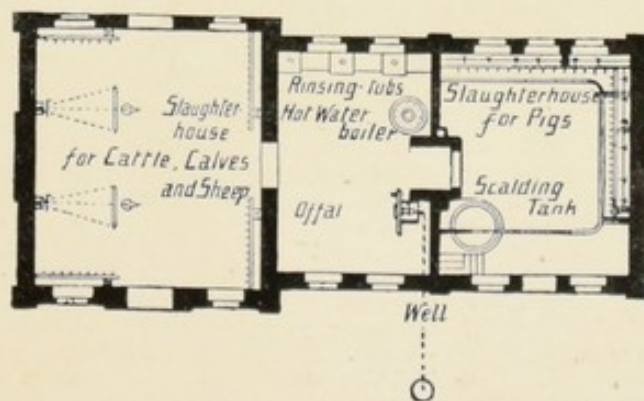 Slaughter-
house
for Cattle, Calves
and Sheep
Rinsing-tubs
Hot Water
boiler
Offal
Slaughterhouse
for Pigs
Scalding
Tank
Well